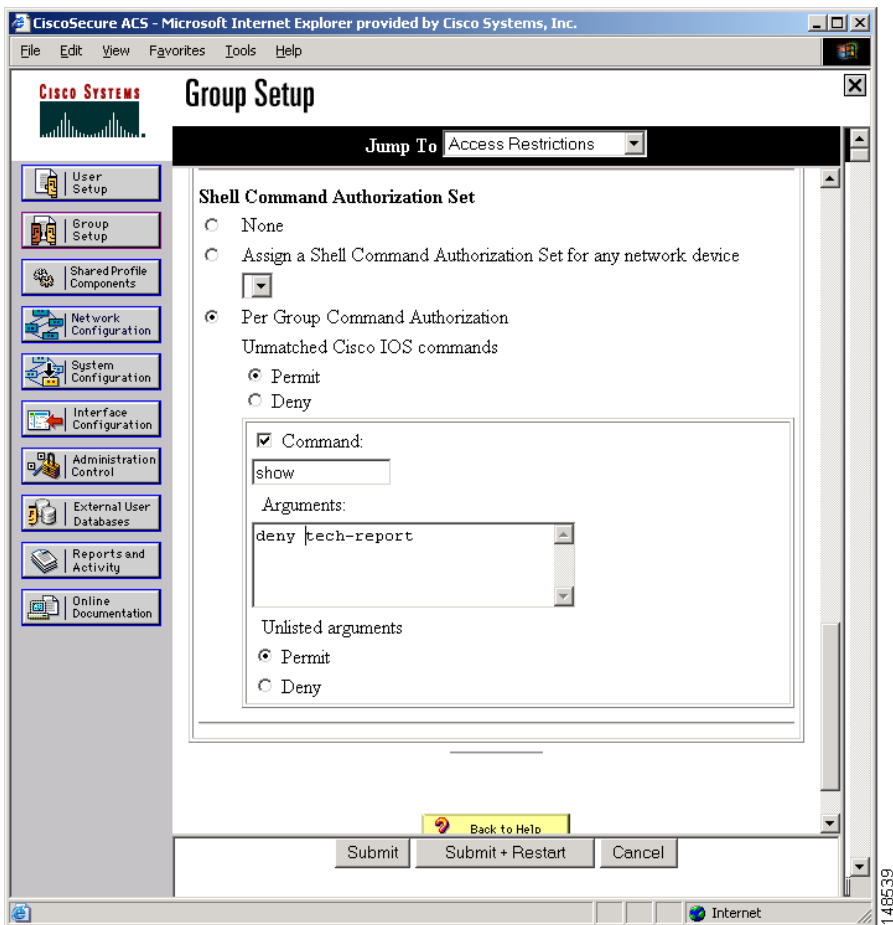 CiscoSecure ACS - Microsoft Internet Explorer provided by Cisco Systems, Inc.
File Edit View Favorites Tools Help
CISCO SYSTEMS
Group Setup
Jump To Access Restrictions
User
Setup
Group
Setup
Shared Profile
Components
Network
Configuration
System
Configuration
Interface
Configuration
Administration
Control
External User
Databases
Reports and
Activity
Online
Documentation
Shell Command Authorization Set
None
Assign a Shell Command Authorization Set for any network device
Per Group Command Authorization
Unmatched Cisco IOS commands
Permit
Deny
Command:
show
Arguments:
deny tech-report
Unlisted arguments
Permit
Deny
Back to Help
Submit Submit + Restart Cancel
Internet
148539